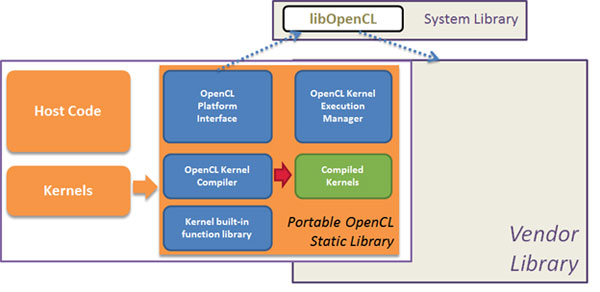 libOpenCL
System Library
Host Code
Kernels
OpenCL
Platform
Interface
OpenCL Kernel
Execution
Manager
OpenCL Kernel
Compiler
Compiled
Kernels
Kernel built-in
function library
Portable OpenCL
Static Library
Vendor
Library